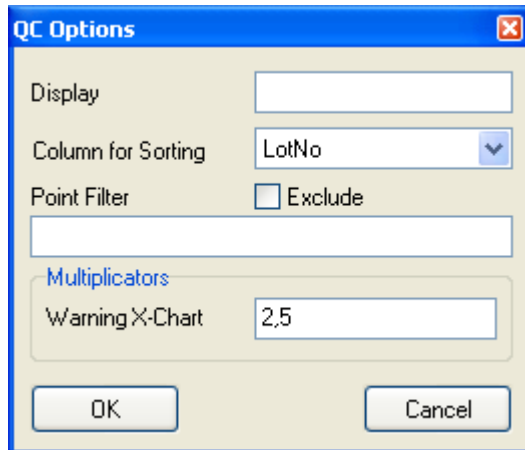 QC Options
Display
Column for Sorting LotNo
Point Filter Exclude
Multiplicators
Warning X-Chart 2,5
OK Cancel